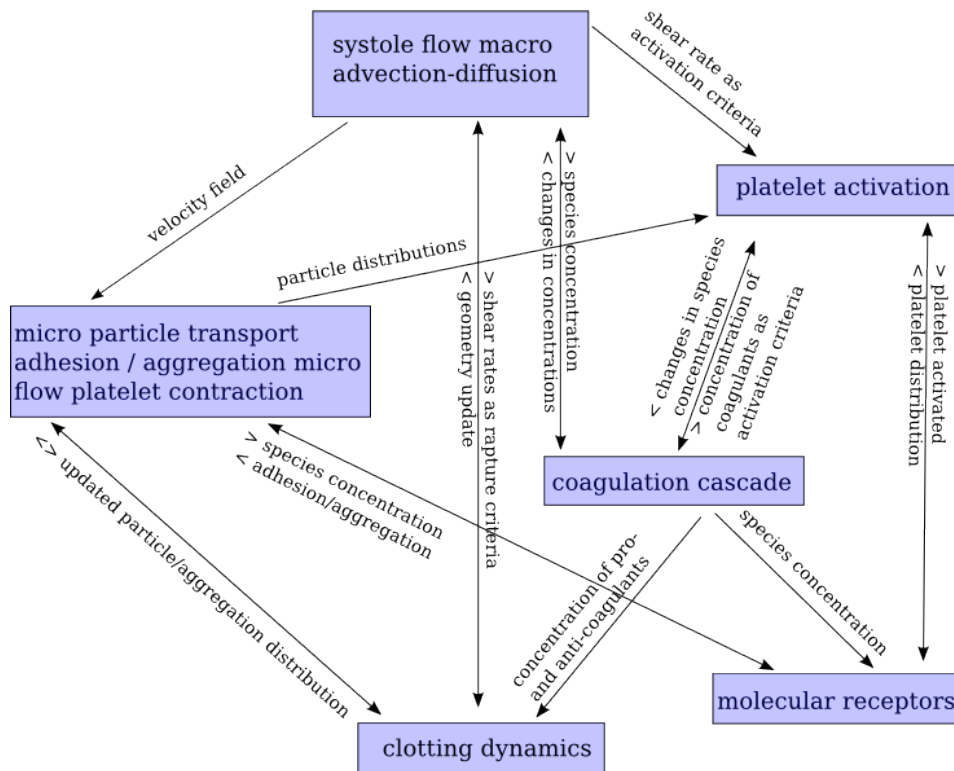 systole flow macro
advection-diffusion
shear rate as
activation criteria
platelet activation
velocity field
particle distributions
> species concentration
< changes in concentrations
> shear rates as rapture criteria
< geometry update
< changes in species
concentration
> concentration of
coagulants as
activation criteria
> platelet activated
< platelet distribution
micro particle transport
adhesion / aggregation micro
flow platelet contraction
<> updated particle/aggregation distribution
> species concentration
< adhesion/aggregation
coagulation cascade
concentration of pro-
and anti-coagulants
species concentration
molecular receptors
clotting dynamics